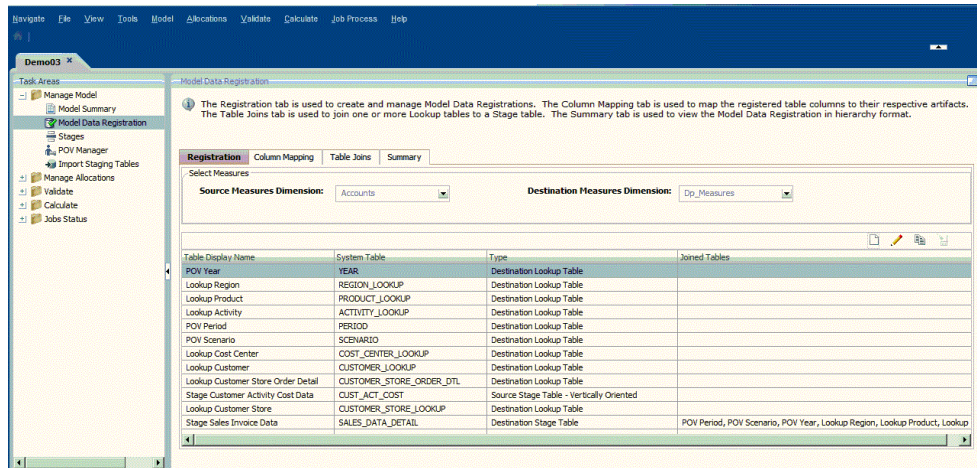 Navigate File View Tools Model Allocations Validate Calculate Job Process Help
Demo03
Task Areas
Manage Model
Model Summary
Model Data Registration
Stages
POV Manager
Import Staging Tables
Manage Allocations
Validate
Calculate
Jobs Status
Model Data Registration
The Registration tab is used to create and manage Model Data Registrations. The Column Mapping tab is used to map the registered table columns to their respective artifacts.
The Table Joins tab is used to join one or more Lookup tables to a Stage table. The Summary tab is used to view the Model Data Registration in hierarchy format.
Registration Column Mapping Table Joins Summary
Select Measures
Source Measures Dimension: Accounts Destination Measures Dimension: Dp_Measures
Table Display Name System Table Type Joined Tables
POV Year YEAR Destination Lookup Table
Lookup Region REGION_LOOKUP Destination Lookup Table
Lookup Product PRODUCT_LOOKUP Destination Lookup Table
Lookup Activity ACTIVITY_LOOKUP Destination Lookup Table
POV Period PERIOD Destination Lookup Table
POV Scenario SCENARIO Destination Lookup Table
Lookup Cost Center COST_CENTER_LOOKUP Destination Lookup Table
Lookup Customer CUSTOMER_LOOKUP Destination Lookup Table
Lookup Customer Store Order Detail CUSTOMER_STORE_ORDER_DTL Destination Lookup Table
Stage Customer Activity Cost Data CUST_ACT_COST Source Stage Table - Vertically Oriented
Lookup Customer Store CUSTOMER_STORE_LOOKUP Destination Lookup Table
Stage Sales Invoice Data SALES_DATA_DETAIL Destination Stage Table POV Period, POV Scenario, POV Year, Lookup Region, Lookup Product, Lookup